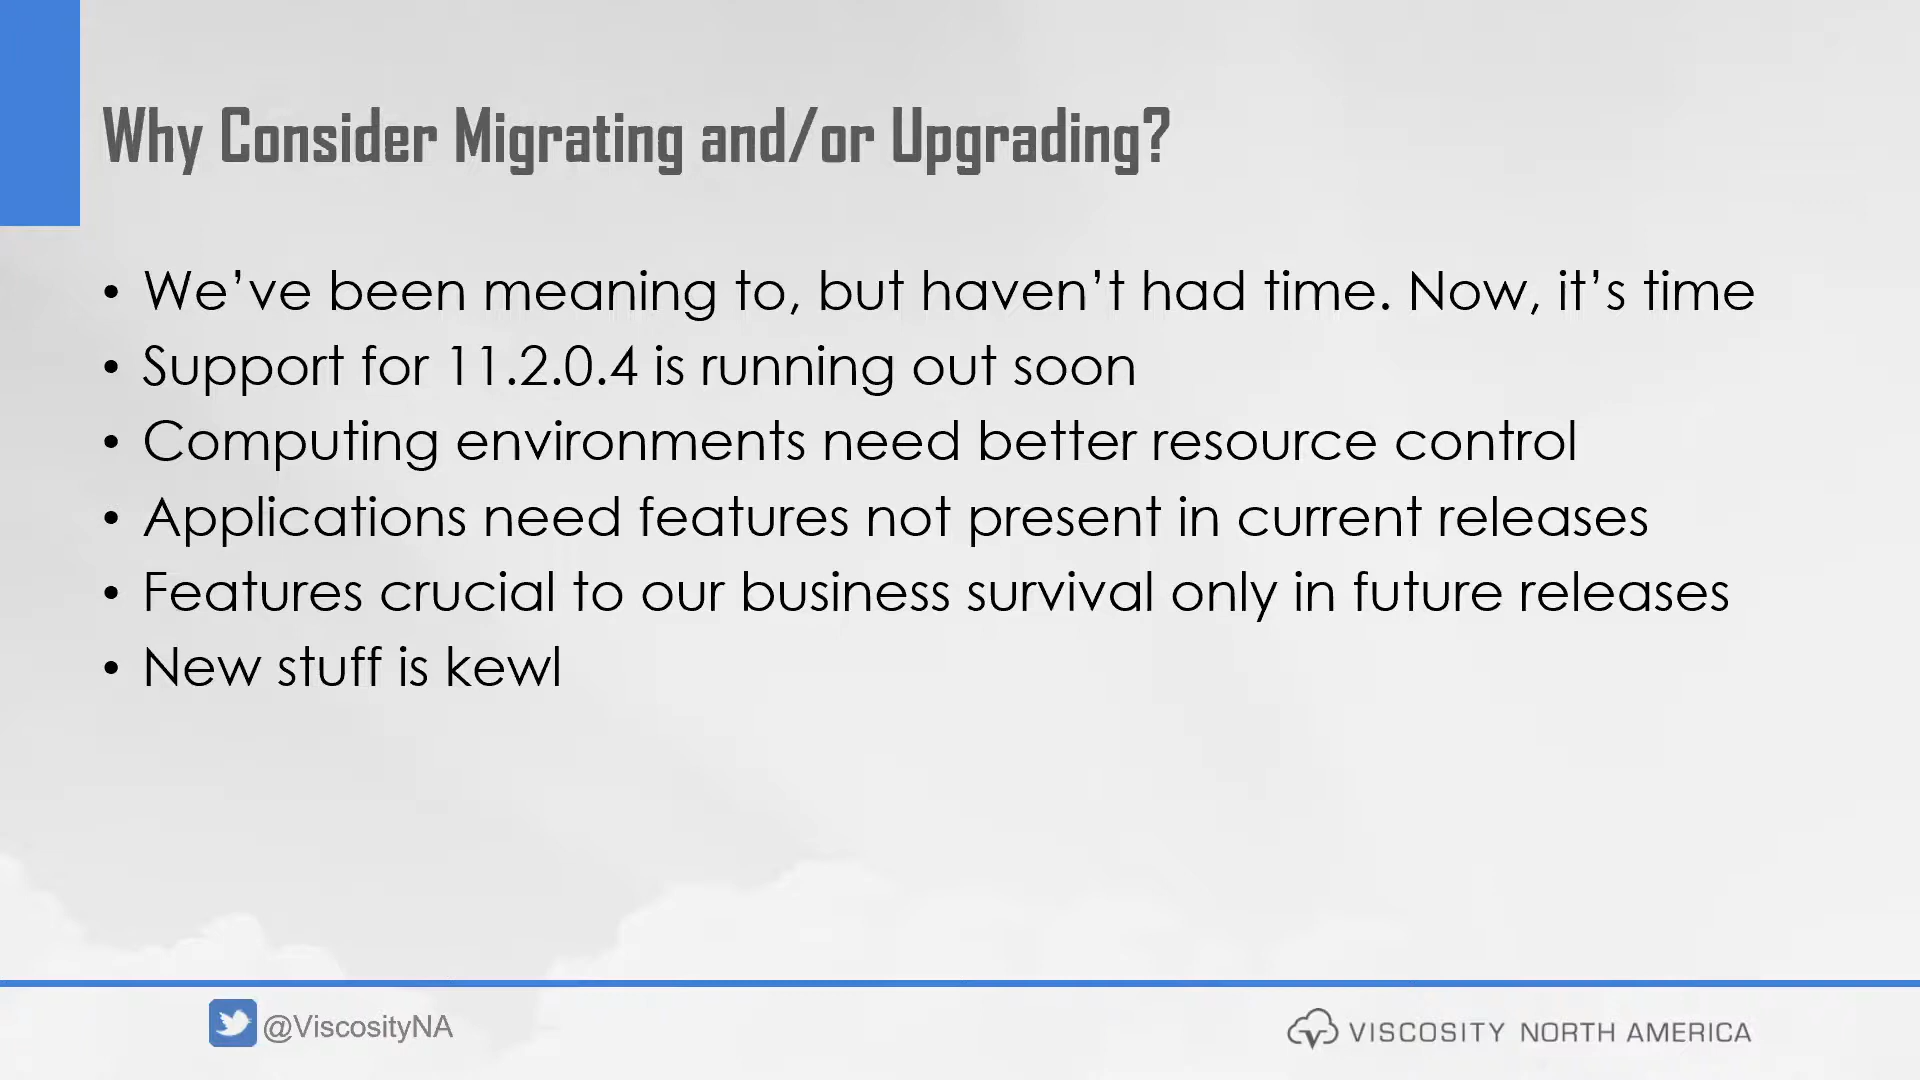 Why Consider Migrating and/or Upgrading?
• We’ve been meaning to, but haven’t had time. Now, it’s time
• Support for 11.2.0.4 is running out soon
• Computing environments need better resource control
• Applications need features not present in current releases
• Features crucial to our business survival only in future releases
• New stuff is kewl
@ViscosityNA
VISCOSITY NORTH AMERICA